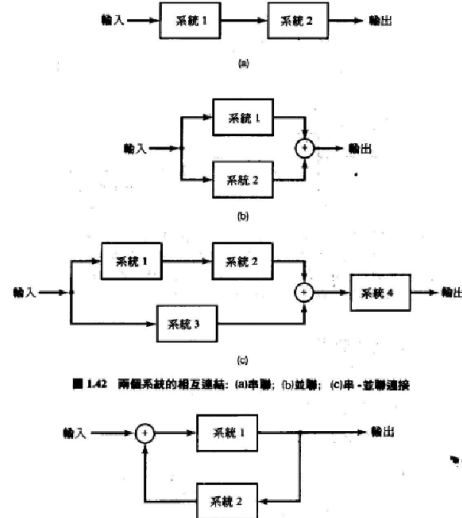 輸入 系統 1 系統 2 輸出
(a)
系統 1
輸入 + 輸出
系統 2
(b)
系統 1 系統 2
輸入 + 系統 4 輸出
系統 3
(c)
圖 1.42 兩個系統的相互連結: (a)串聯; (b)並聯; (c)串 - 並聯連接
輸入 + 系統 1 輸出
系統 2